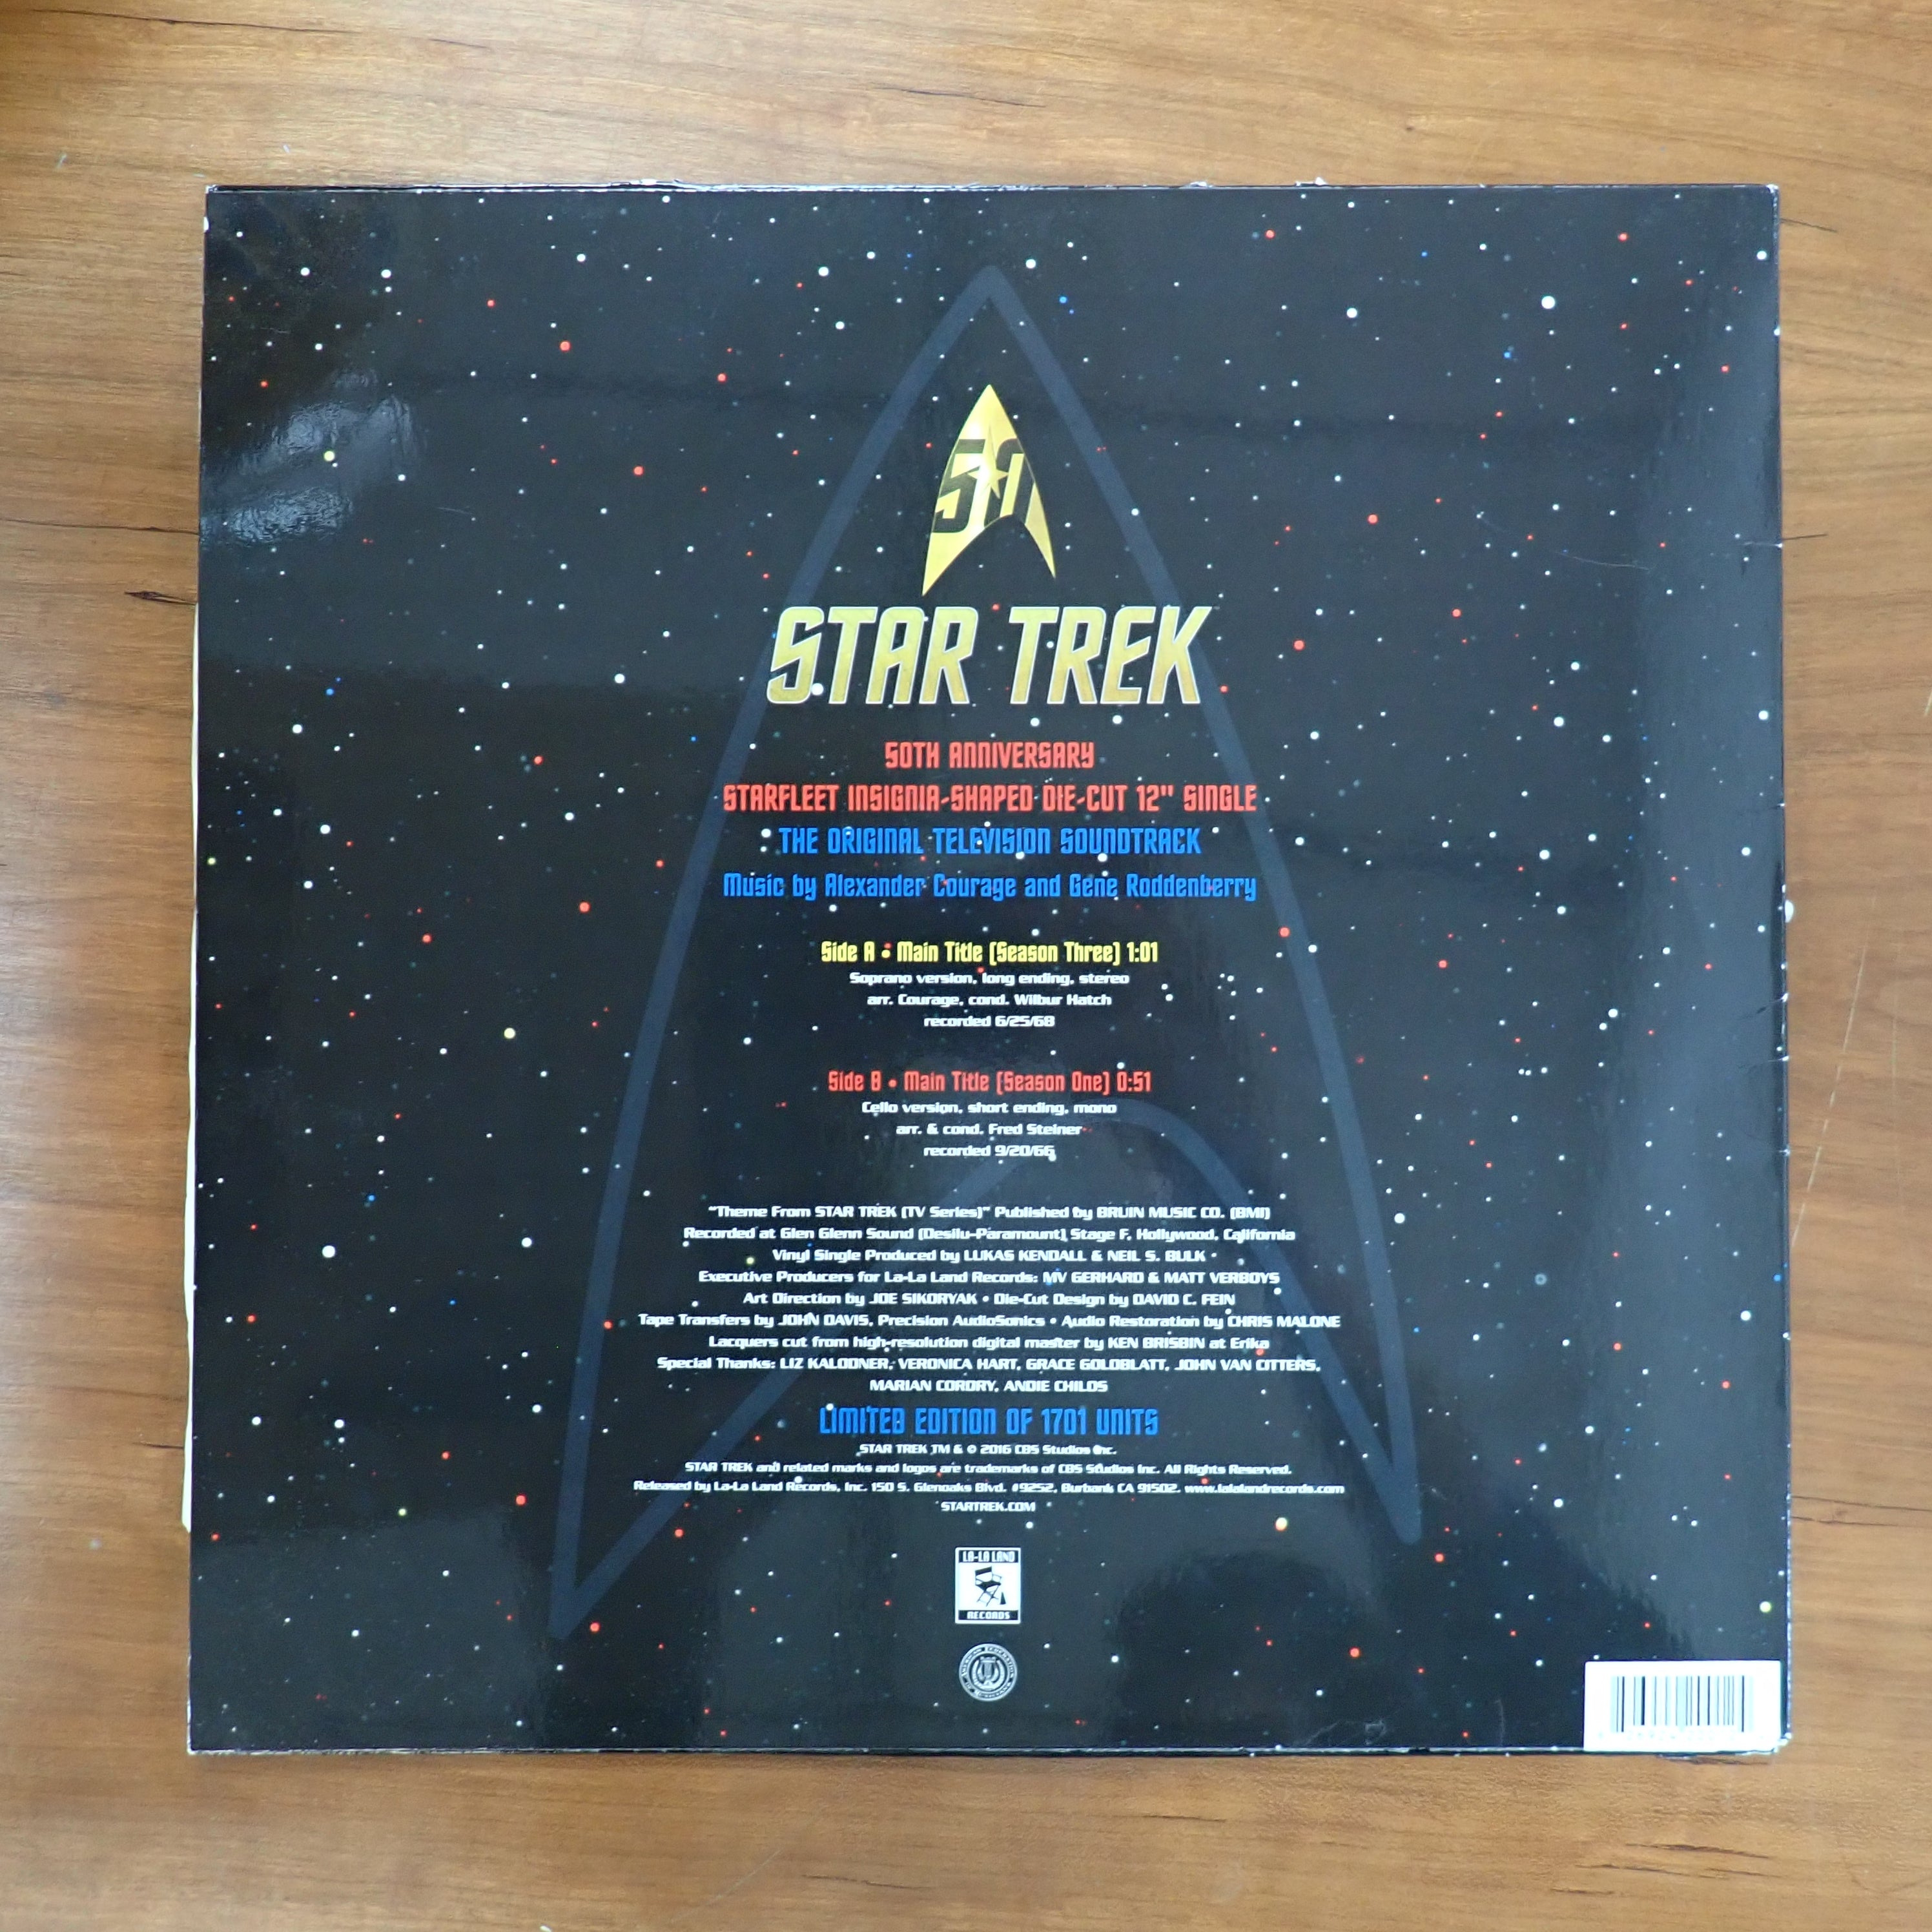 50
STAR TREK
50TH ANNIVERSARY
STARFLEET INSIGNIA-SHAPED DIE-CUT 12" SINGLE
THE ORIGINAL TELEVISION SOUNDTRACK
Music by Alexander Courage and Gene Roddenberry
Side A • Main Title (Season Three) 1:01
Soprano version, long ending, stereo
arr. Courage, cond. Wilbur Hatch
recorded 6/25/68
Side B • Main Title (Season One) 0:51
Cello version, short ending, mono
arr. & cond. Fred Steiner
recorded 9/20/66
"Theme From STAR TREK (TV Series)" Published by BRUIN MUSIC CO. (BMI)
Recorded at Glen Glenn Sound (Desilu-Paramount), Stage F, Hollywood, California
Vinyl Single Produced by LUKAS KENDALL & NEIL S. BULK
Executive Producers for La-La Land Records: MV GERHARD & MATT VERBOYS
Art Direction by JOE SIKORYAK • Die-Cut Design by DAVID C. FEIN
Tape Transfers by JOHN DAVIS, Precision AudioSonics • Audio Restoration by CHRIS MALONE
Lacquers cut from high-resolution digital master by KEN BRISBIN at Erika
Special Thanks: LIZ KALODNER, VERONICA HART, GRACE GOLDBLATT, JOHN VAN CITTERS,
MARIAN CORDRY, ANDIE CHILDS
LIMITED EDITION OF 1701 UNITS
STAR TREK TM & © 2016 CBS Studios Inc.
STAR TREK and related marks and logos are trademarks of CBS Studios Inc. All Rights Reserved.
Released by La-La Land Records, Inc. 150 S. Glenoaks Blvd. #9252, Burbank CA 91502. www.lalalandrecords.com
STARTREK.COM
LA-LA LAND
RECORDS